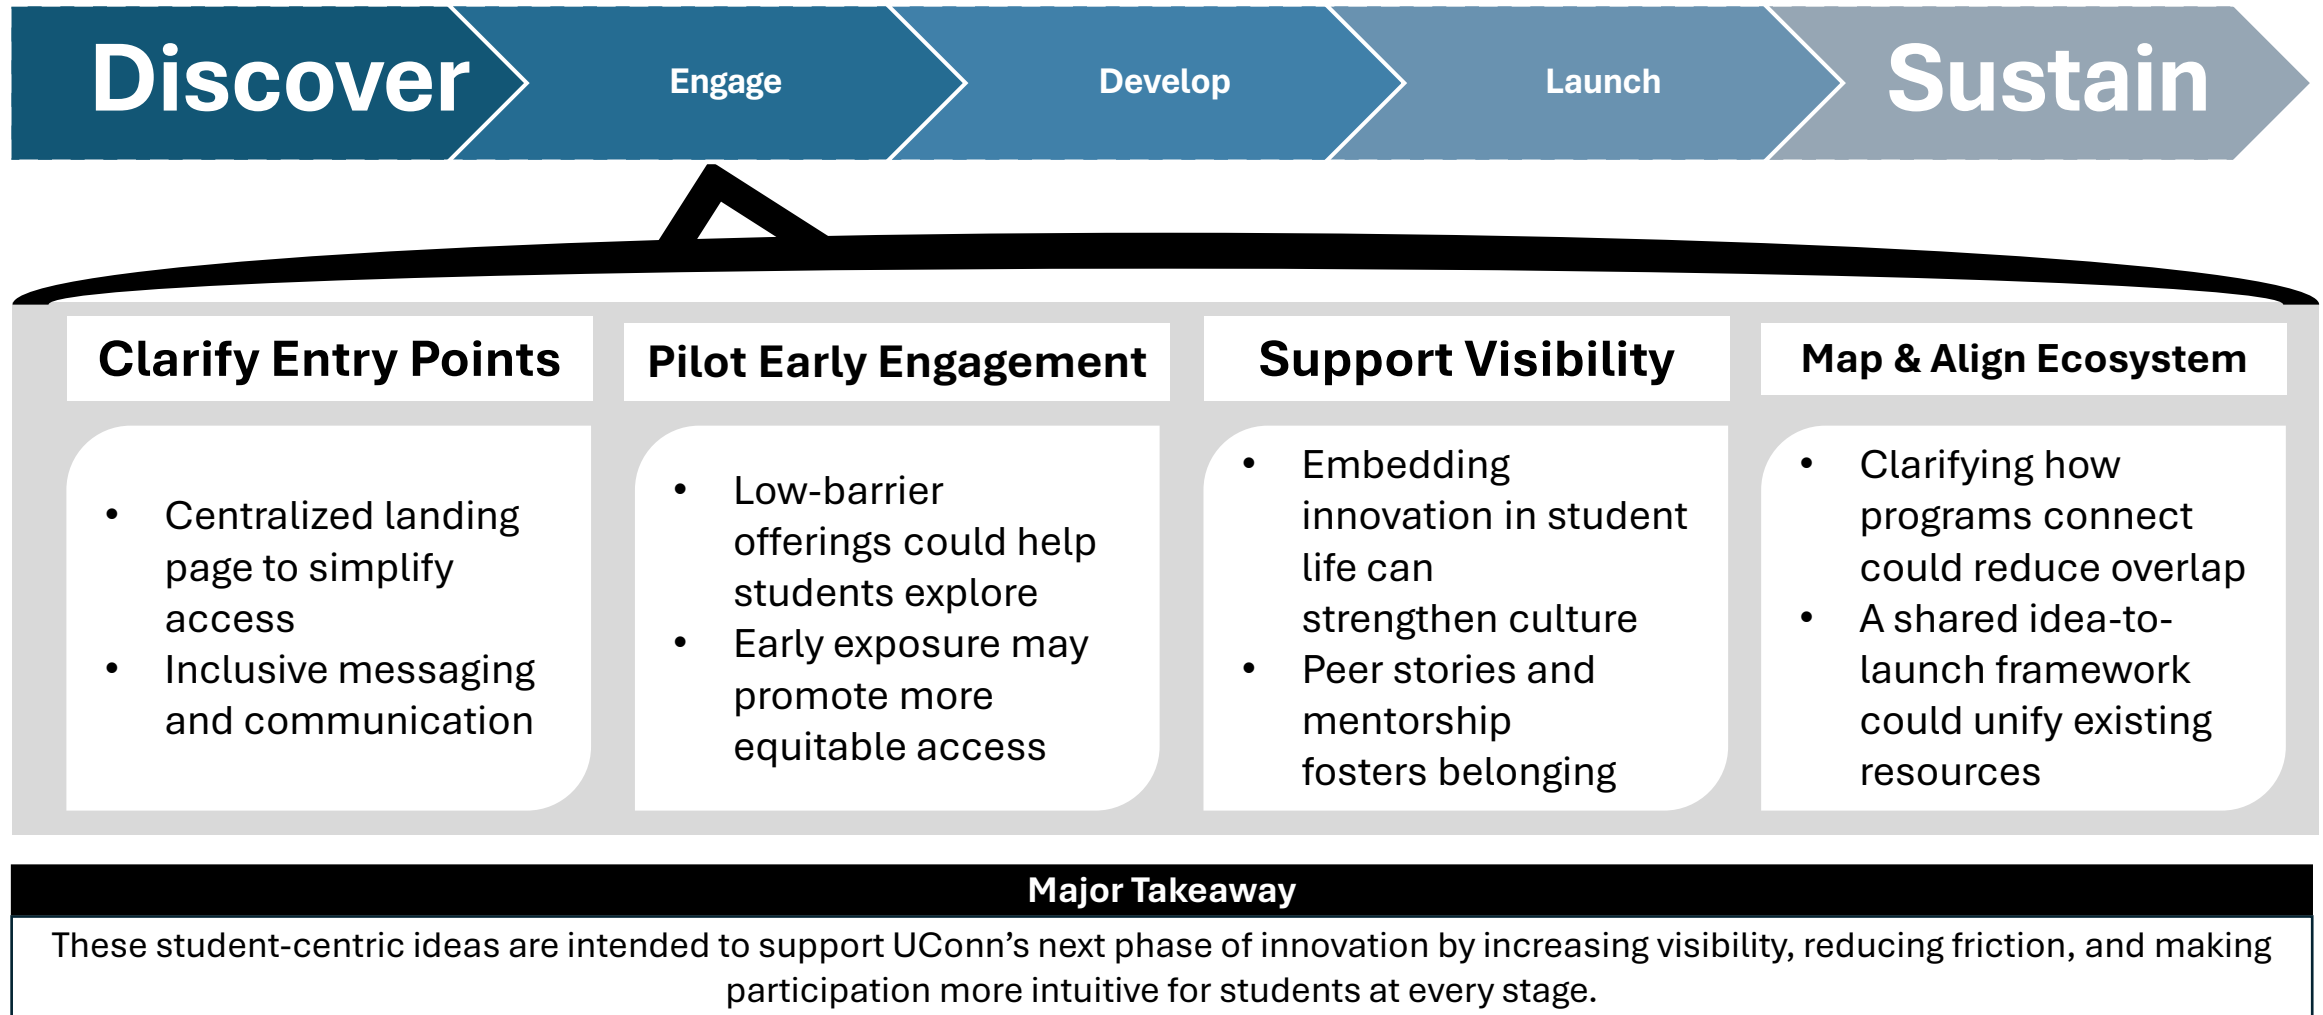 Discover
Engage
Develop
Launch
Sustain
Clarify Entry Points
• Centralized landing
page to simplify
access
• Inclusive messaging
and communication
Pilot Early Engagement
• Low-barrier
offerings could help
students explore
• Early exposure may
promote more
equitable access
Support Visibility
• Embedding
innovation in student
life can
strengthen culture
• Peer stories and
mentorship
fosters belonging
Map & Align Ecosystem
• Clarifying how
programs connect
could reduce overlap
• A shared idea-to-
launch framework
could unify existing
resources
Major Takeaway
These student-centric ideas are intended to support UConn’s next phase of innovation by increasing visibility, reducing friction, and making
participation more intuitive for students at every stage.